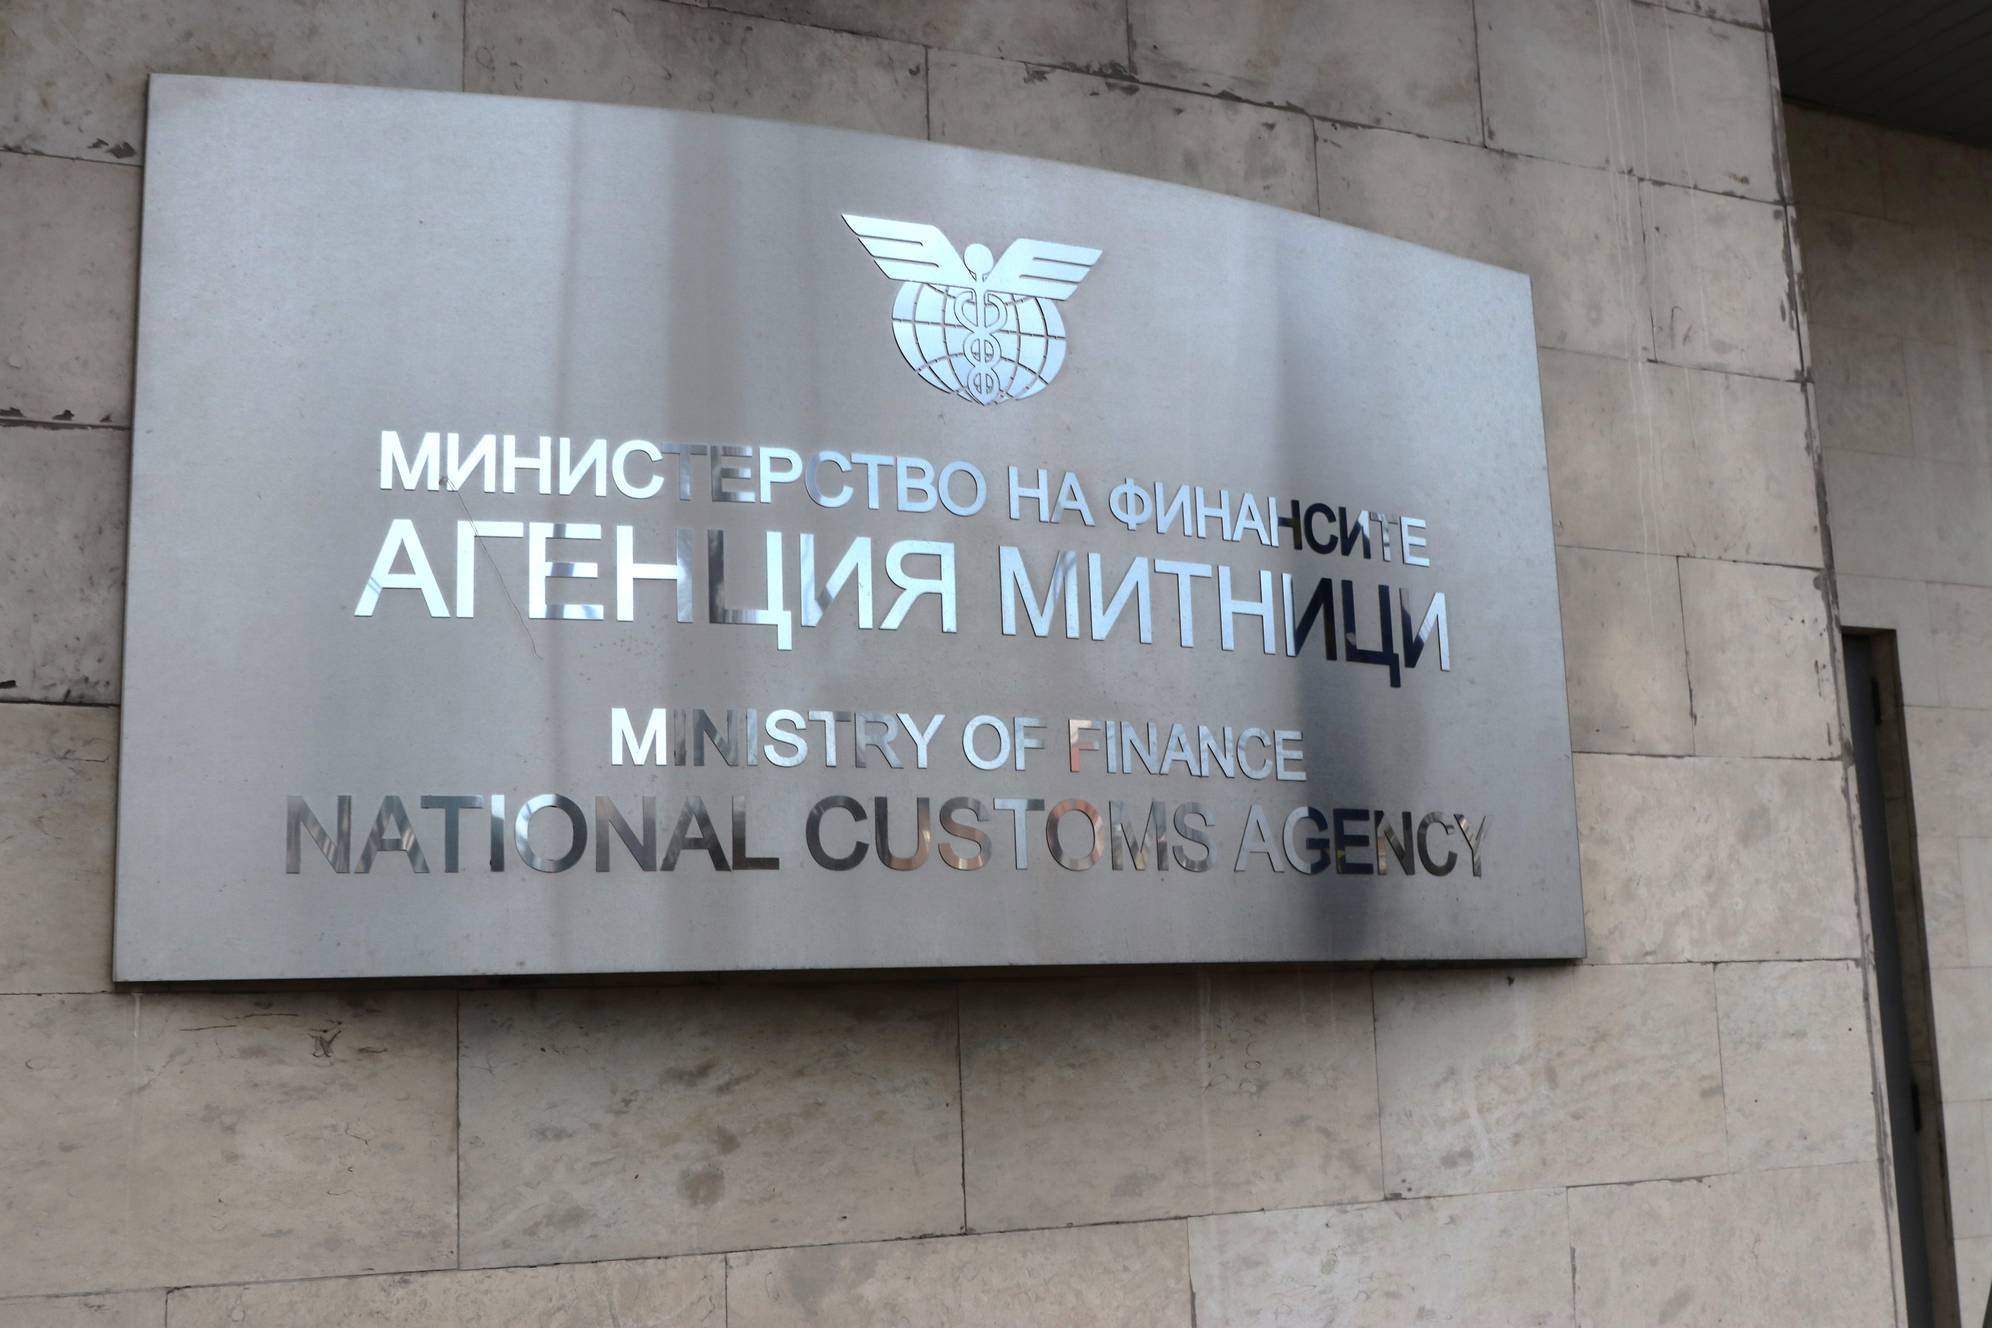 МИНИСТЕРСТВО НА ФИНАНСИТЕ
АГЕНЦИЯ МИТНИЦИ
MINISTRY OF FINANCE
NATIONAL CUSTOMS AGENCY